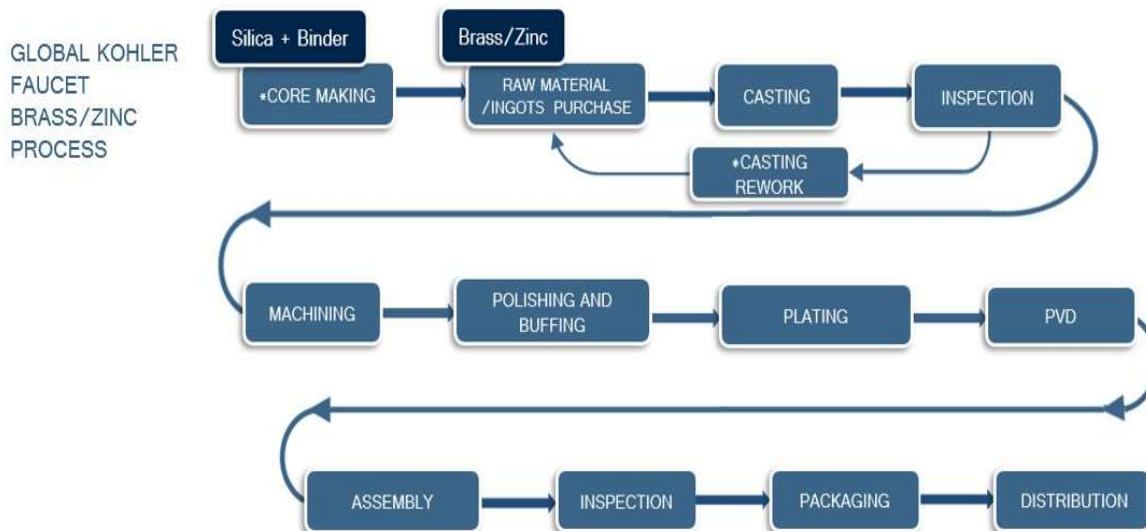 GLOBAL KOHLER
FAUCET
BRASS/ZINC
PROCESS
Silica + Binder
*CORE MAKING
Brass/Zinc
RAW MATERIAL
/INGOTS PURCHASE
CASTING
INSPECTION
*CASTING
REWORK
MACHINING
POLISHING AND
BUFFING
PLATING
PVD
ASSEMBLY
INSPECTION
PACKAGING
DISTRIBUTION